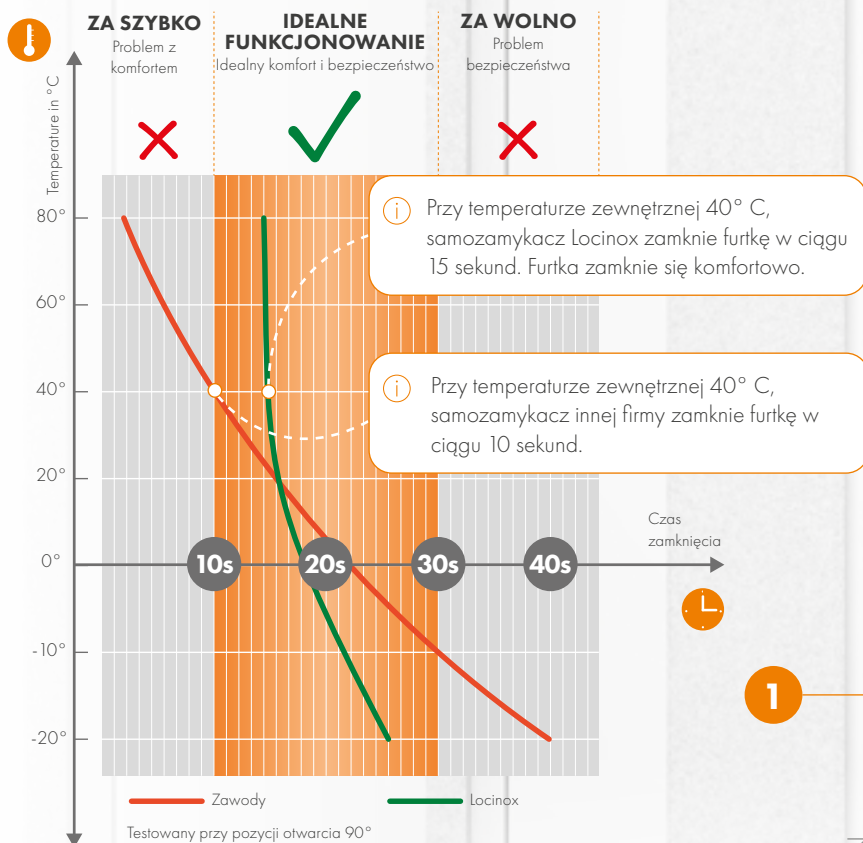 ZA SZYBKO
Problem z
komfortem
IDEALNE
FUNKCJONOWANIE
Idealny komfort i bezpieczeństwo
ZA WOLNO
Problem
bezpieczeństwa
Temperature in °C
80°
60°
40°
20°
0°
-10°
-20°
i
Przy temperaturze zewnętrznej 40° C,
samozamykacz Locinox zamknie furtkę w ciągu
15 sekund. Furtka zamknie się komfortowo.
i
Przy temperaturze zewnętrznej 40° C,
samozamykacz innej firmy zamknie furtkę w
ciągu 10 sekund.
Czas
zamknięcia
10s
20s
30s
40s
1
Zawody
Locinox
Testowany przy pozycji otwarcia 90°